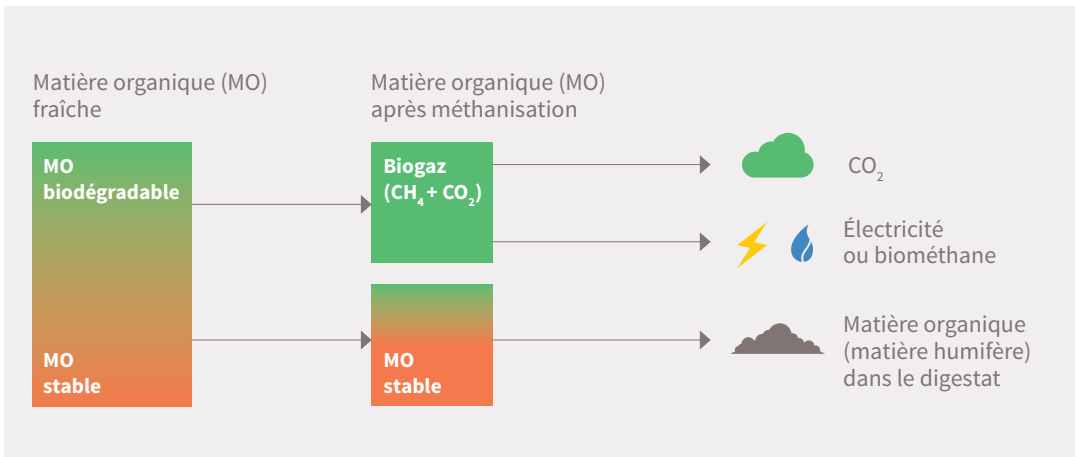 Matière organique (MO)
fraîche
MO
biodégradable
MO
stable
Matière organique (MO)
après méthanisation
Biogaz
(CH₄ + CO₂)
MO
stable
CO₂
Électricité
ou biométhane
Matière organique
(matière humifère)
dans le digestat